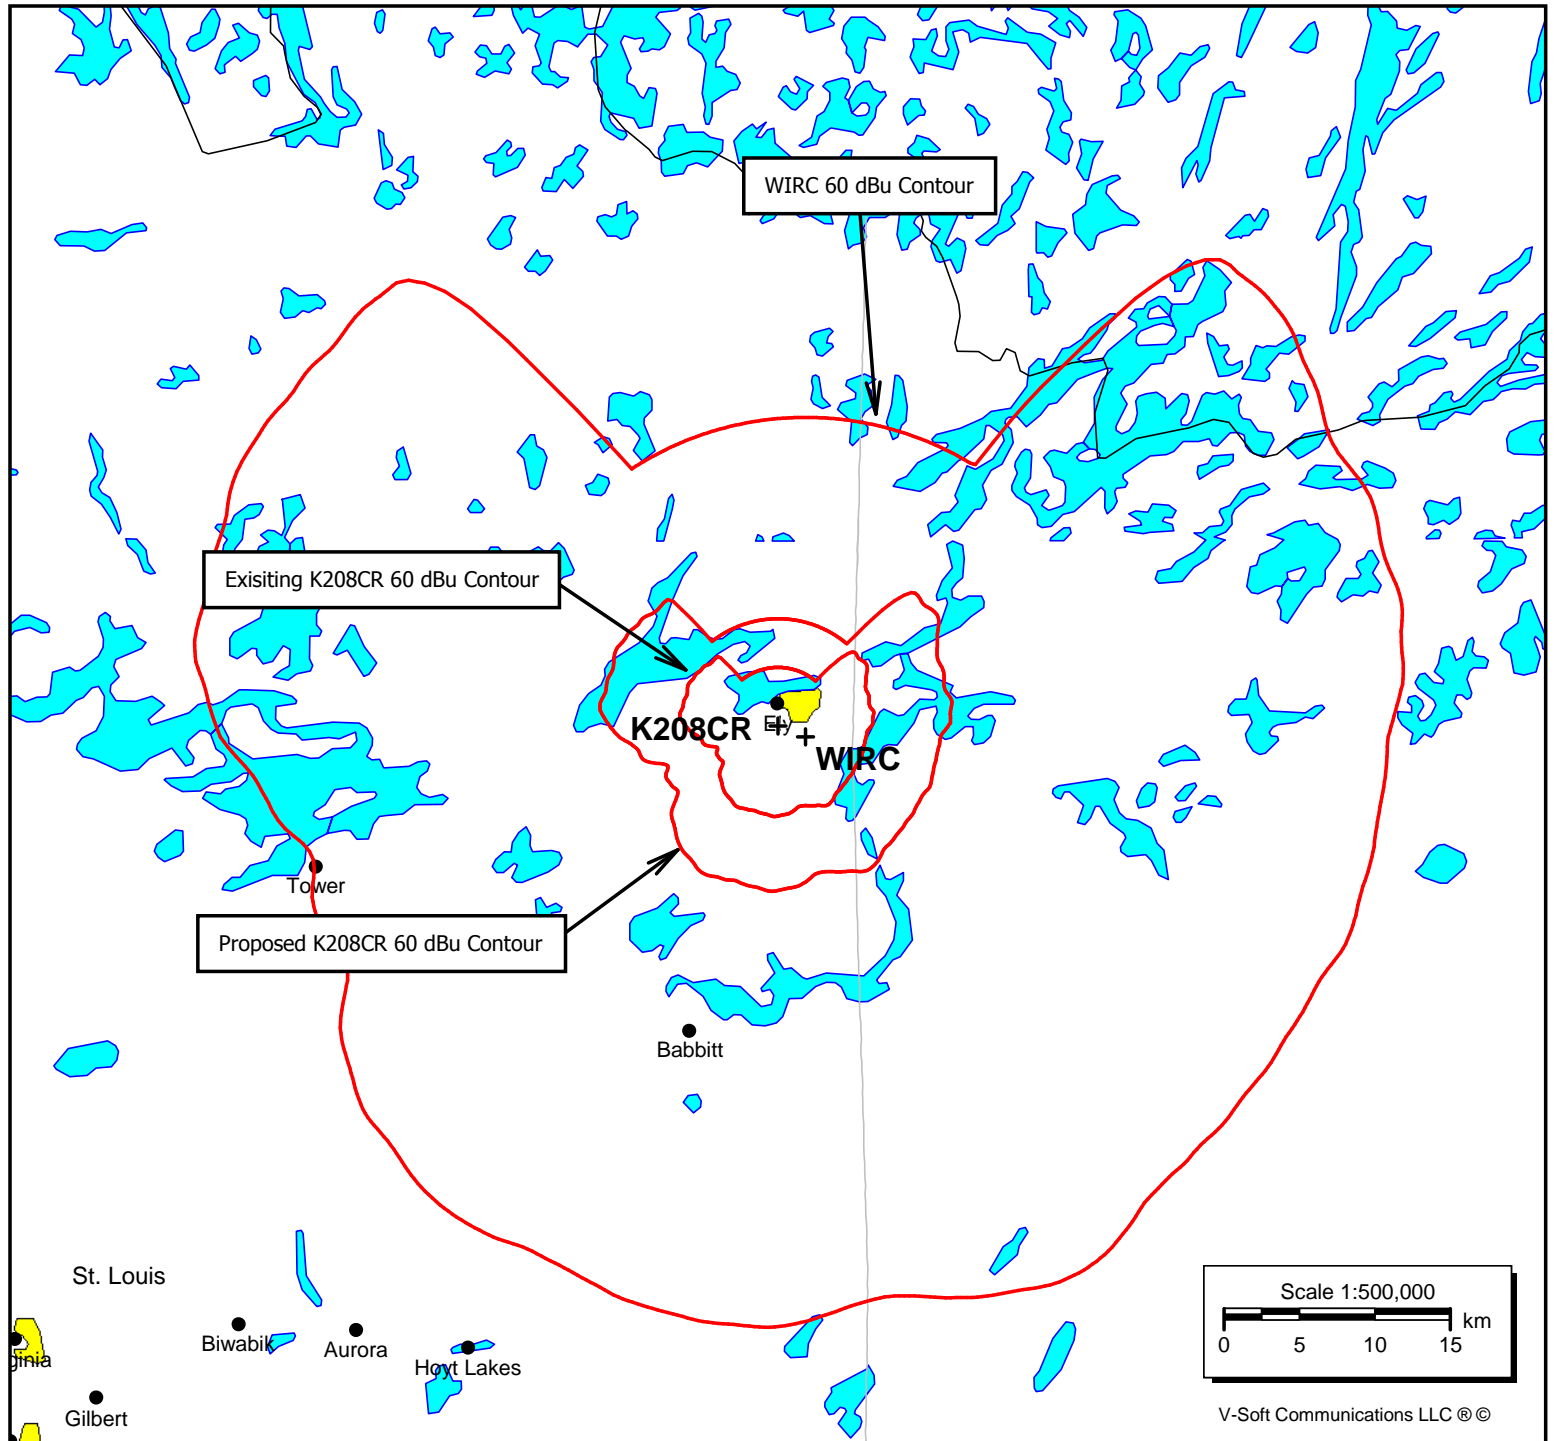 WIRC 60 dBu Contour
Exisiting K208CR 60 dBu Contour
Ely
K208CR
WIRC
Tower
Proposed K208CR 60 dBu Contour
Babbitt
St. Louis
Biwabik
Aurora
Hoyt Lakes
ginia
Gilbert
Scale 1:500,000
km
0 5 10 15
V-Soft Communications LLC ® ©